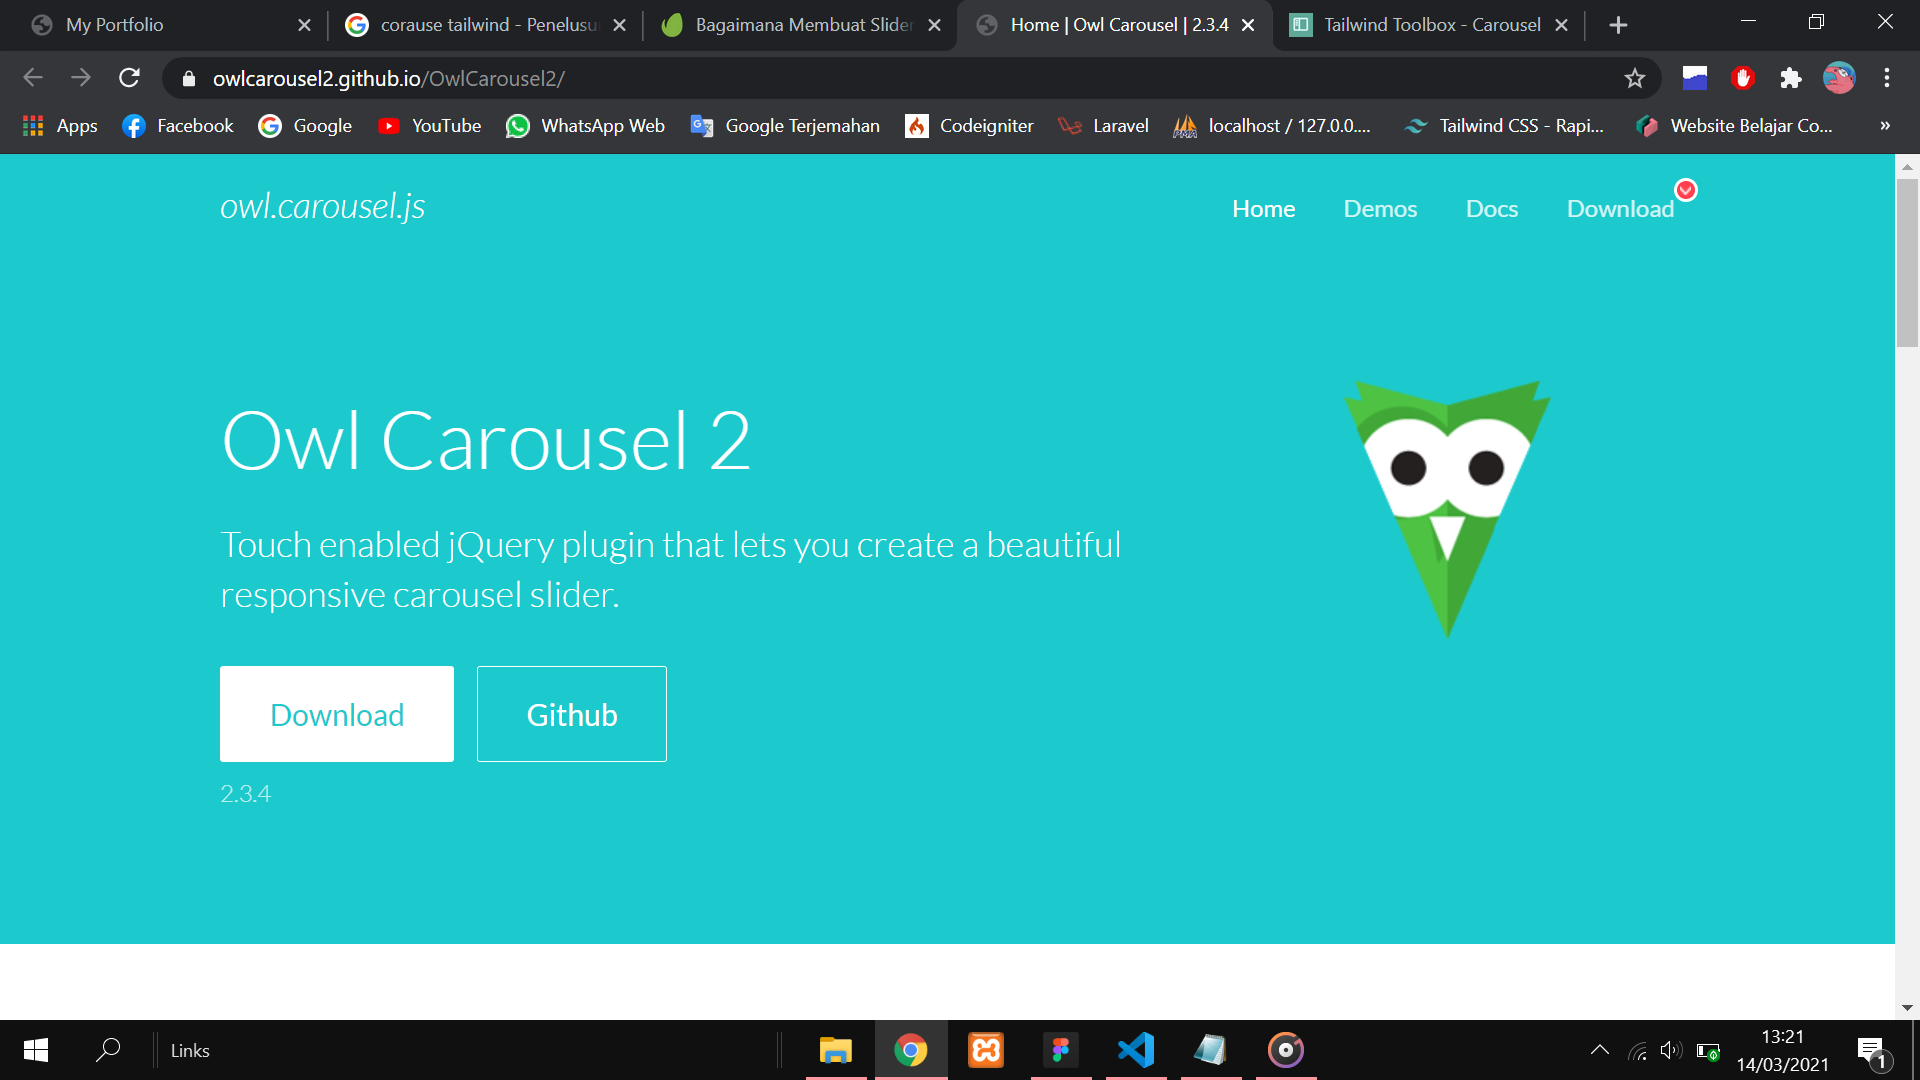 My Portfolio
corause tailwind - Penelusu
Bagaimana Membuat Slider
Home | Owl Carousel | 2.3.4
Tailwind Toolbox - Carousel
owlcarousel2.github.io/OwlCarousel2/
Apps
Facebook
Google
YouTube
WhatsApp Web
Google Terjemahan
Codeigniter
Laravel
localhost / 127.0.0....
Tailwind CSS - Rapi...
Website Belajar Co...
»
owl.carousel.js
Home
Demos
Docs
Download
Owl Carousel 2
Touch enabled jQuery plugin that lets you create a beautiful
responsive carousel slider.
Download
Github
2.3.4
Links
13:21
14/03/2021
1